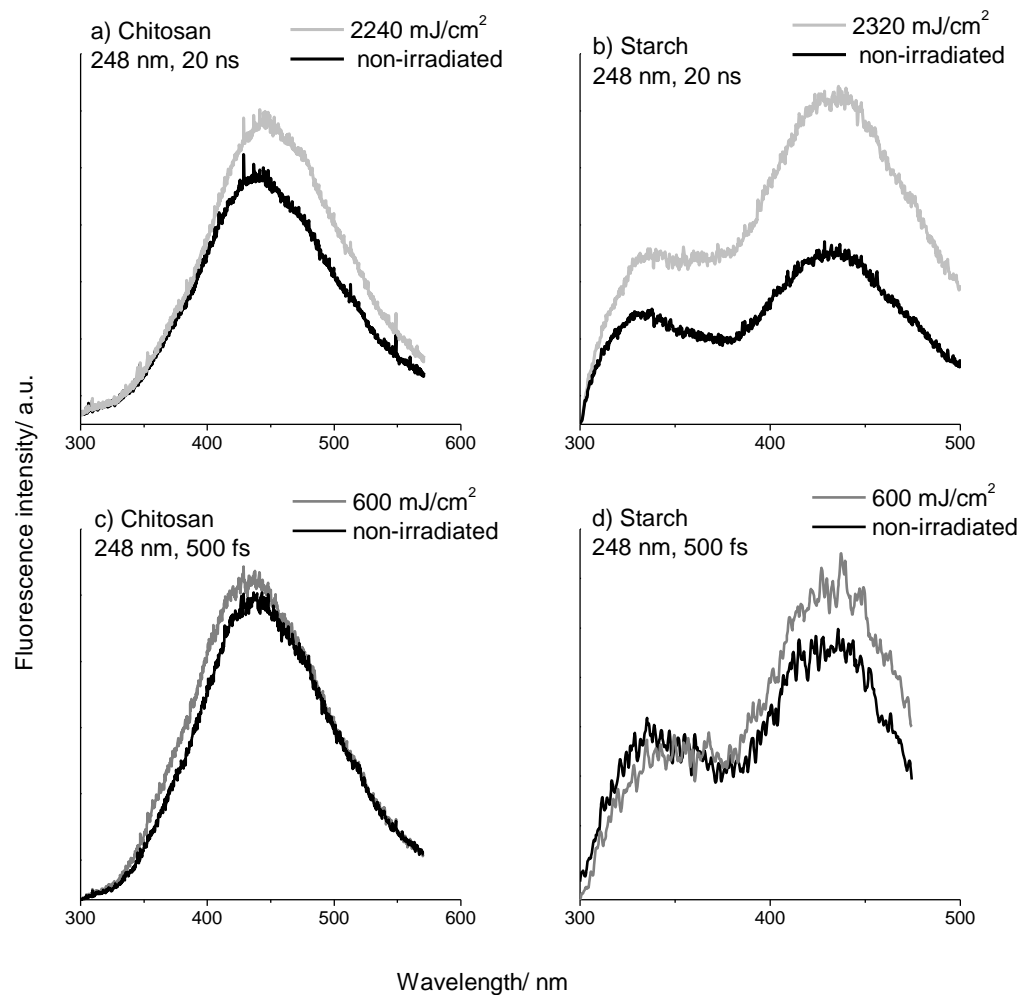 a) Chitosan
248 nm, 20 ns
2240 mJ/cm²
non-irradiated
300 400 500 600
b) Starch
248 nm, 20 ns
2320 mJ/cm²
non-irradiated
300 400 500
c) Chitosan
248 nm, 500 fs
600 mJ/cm²
non-irradiated
300 400 500 600
d) Starch
248 nm, 500 fs
600 mJ/cm²
non-irradiated
300 400 500
Fluorescence intensity/ a.u.
Wavelength/ nm